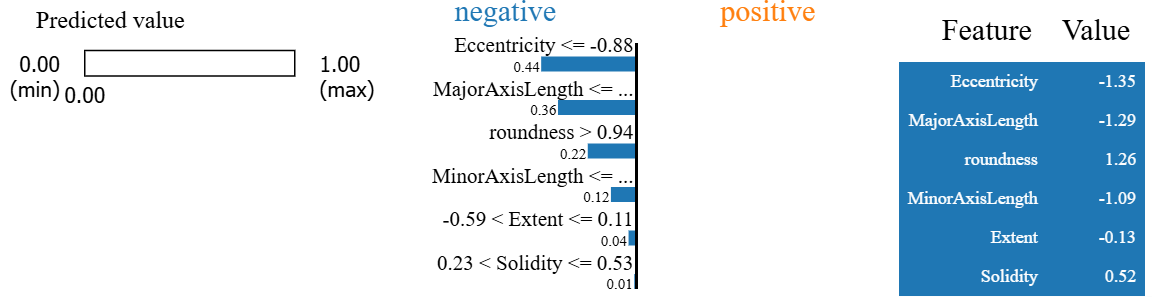 Predicted value
0.00
(min)
0.00
1.00
(max)
negative
positive
Eccentricity <= -0.88
0.44
MajorAxisLength <= ...
0.36
roundness > 0.94
0.22
MinorAxisLength <= ...
0.12
-0.59 < Extent <= 0.11
0.04
0.23 < Solidity <= 0.53
0.01
Feature Value
Eccentricity -1.35
MajorAxisLength -1.29
roundness 1.26
MinorAxisLength -1.09
Extent -0.13
Solidity 0.52